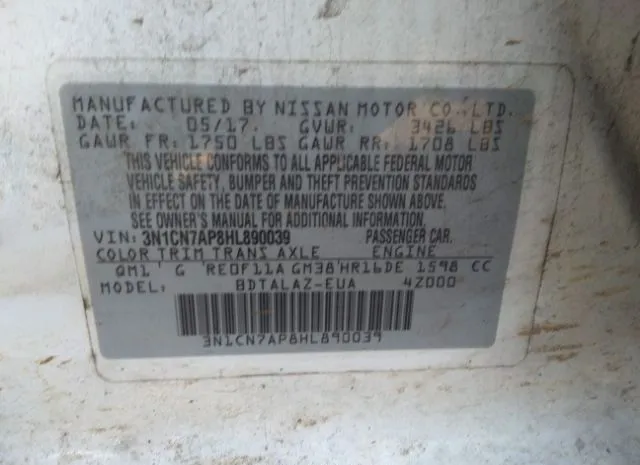 MANUFACTURED BY NISSAN MOTOR CO.,LTD.
DATE: 05/17. GVWR: 3426 LBS
GAWR FR: 1750 LBS GAWR RR: 1708 LBS
THIS VEHICLE CONFORMS TO ALL APPLICABLE FEDERAL MOTOR
VEHICLE SAFETY, BUMPER AND THEFT PREVENTION STANDARDS
IN EFFECT ON THE DATE OF MANUFACTURE SHOWN ABOVE.
SEE OWNER'S MANUAL FOR ADDITIONAL INFORMATION.
VIN: 3N1CN7AP8HL890039 PASSENGER CAR.
COLOR TRIM TRANS AXLE ENGINE
QM1 G RE0F11A GM38 HR16DE 1598 CC
MODEL: BDTALAZ-EUA 4Z000
3N1CN7AP8HL890039